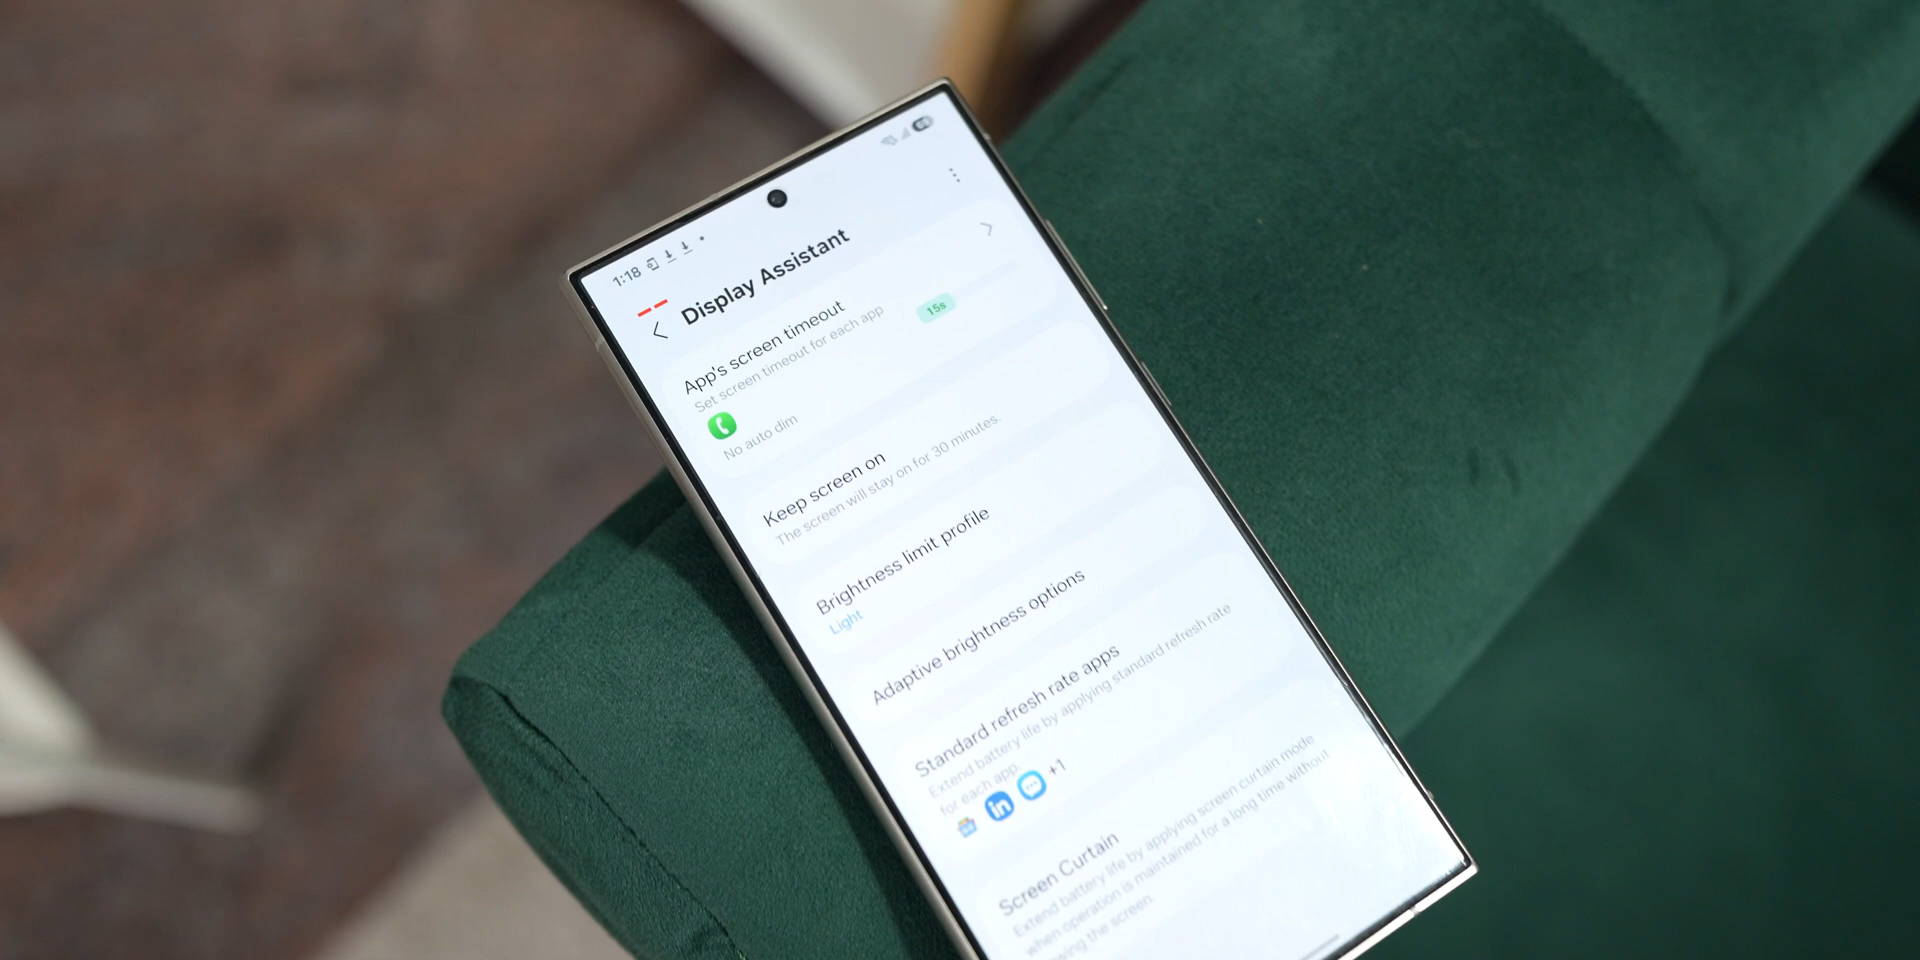 1:18
Display Assistant
App's screen timeout
Set screen timeout for each app
15s
No auto dim
Keep screen on
The screen will stay on for 30 minutes.
Brightness limit profile
Light
Adaptive brightness options
Standard refresh rate apps
Extend battery life by applying standard refresh rate
for each app.
in
+1
Screen Curtain
Extend battery life by applying screen curtain mode
when operation is maintained for a long time without
the screen.